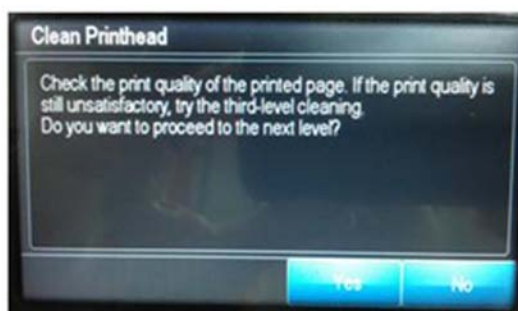 Clean Printhead
Check the print quality of the printed page. If the print quality is
still unsatisfactory, try the third-level cleaning.
Do you want to proceed to the next level?
Yes
No